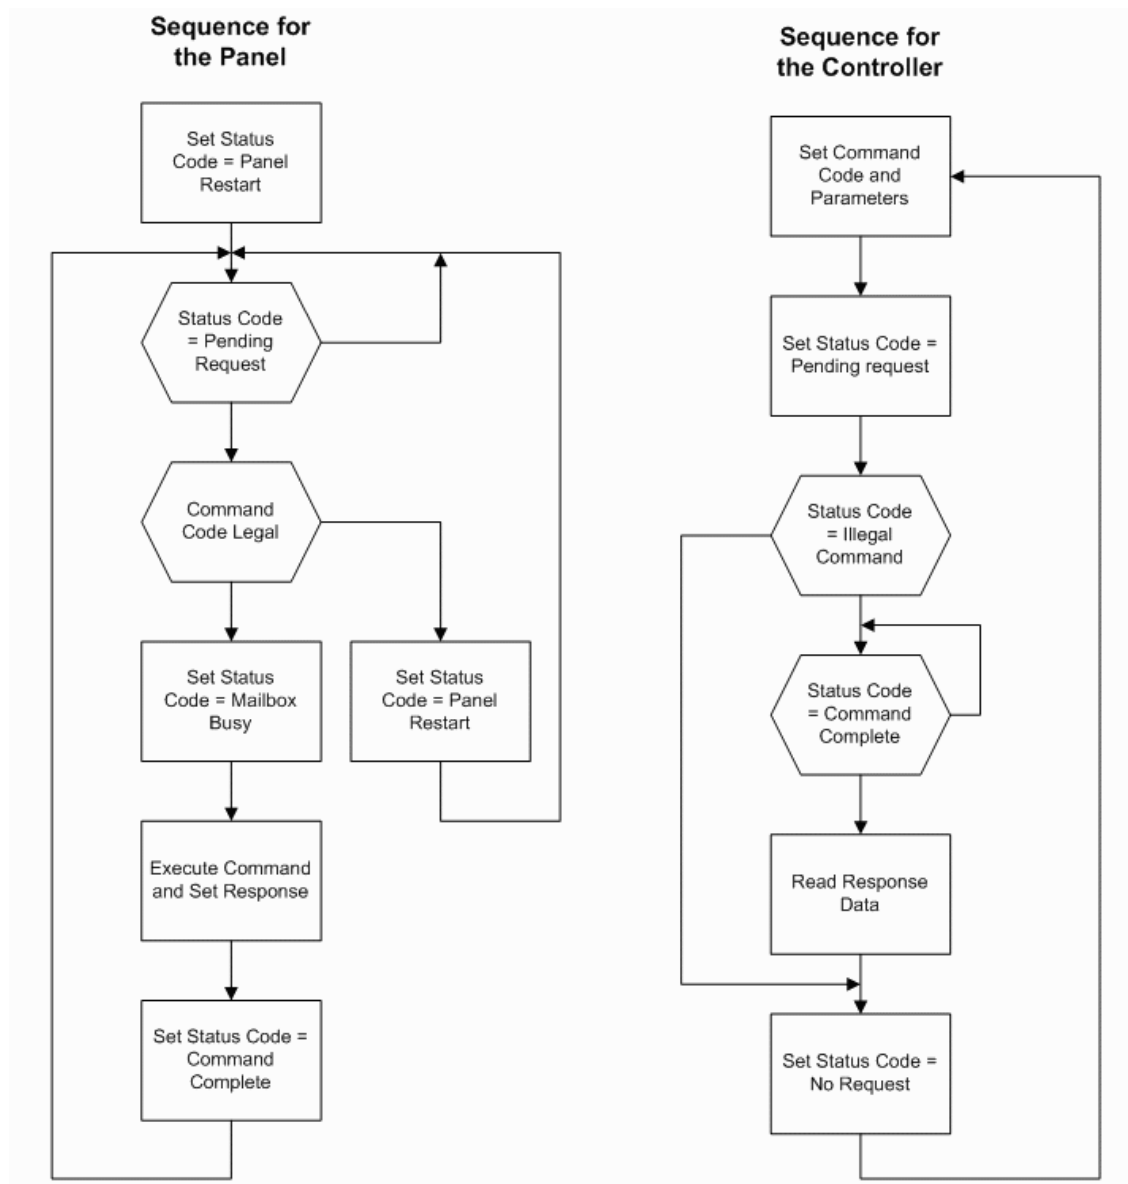 Sequence for
the Panel
Set Status
Code = Panel
Restart
Status Code
= Pending
Request
Command
Code Legal
Set Status
Code = Mailbox
Busy
Set Status
Code = Panel
Restart
Execute Command
and Set Response
Set Status Code =
Command
Complete
Sequence for
the Controller
Set Command
Code and
Parameters
Set Status Code =
Pending request
Status Code
= Illegal
Command
Status Code
= Command
Complete
Read Response
Data
Set Status Code =
No Request